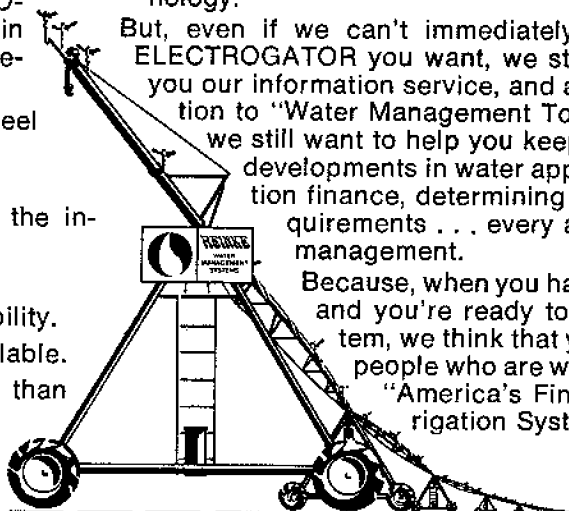 nology.
in
e-
eel
the in-
bility.
lable.
than
But, even if we can't immediately
ELECTROGATOR you want, we st
you our information service, and a
tion to "Water Management To
we still want to help you keep
developments in water app
tion finance, determining
quirements . . . every a
management.
Because, when you ha
and you're ready to
tem, we think that y
people who are w
"America's Fin
rigation Syst
REINKE
WATER
MANAGEMENT
SYSTEMS